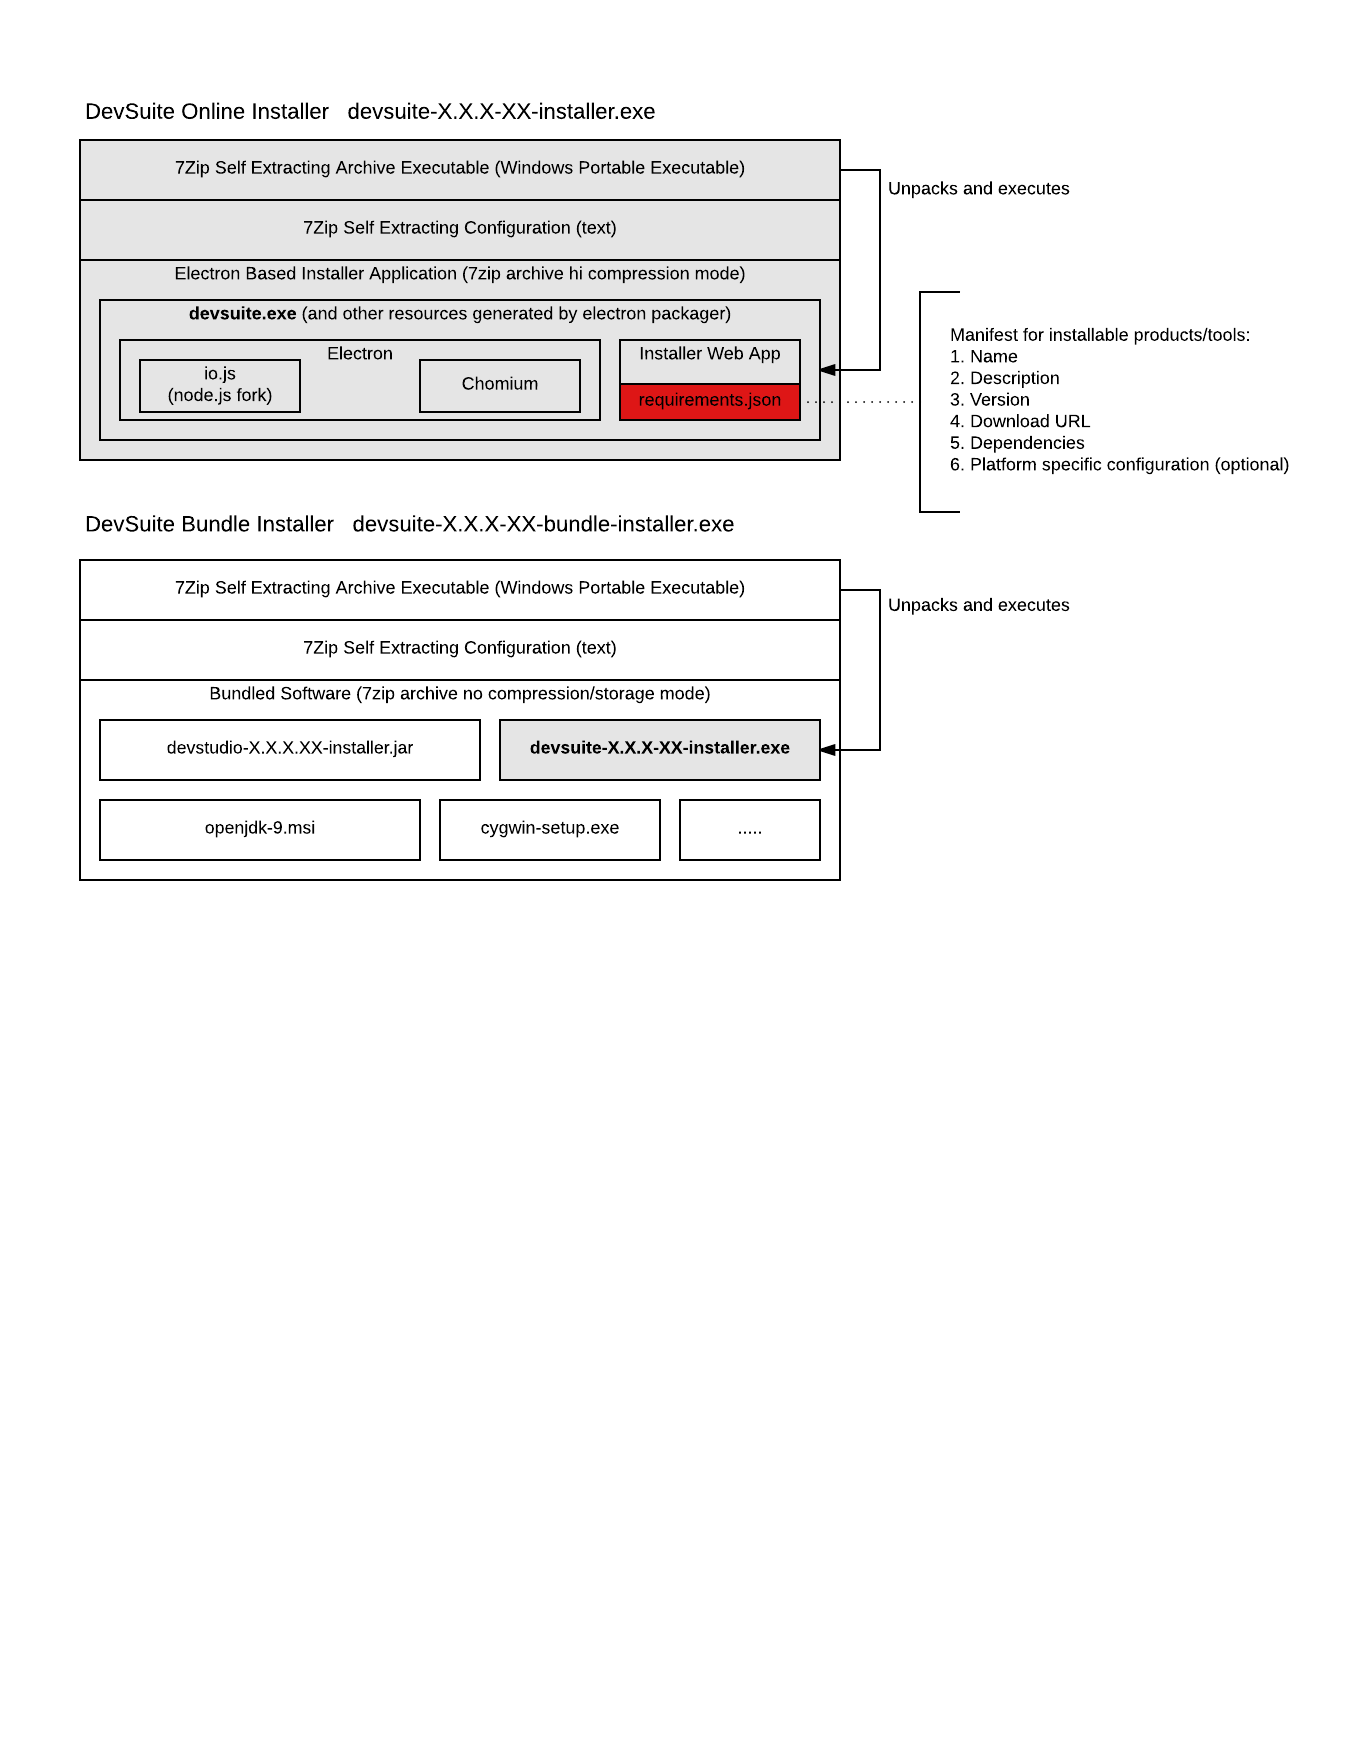 DevSuite Online Installer   devsuite-X.X.X-XX-installer.exe
7Zip Self Extracting Archive Executable (Windows Portable Executable)
Unpacks and executes
7Zip Self Extracting Configuration (text)
Electron Based Installer Application (7zip archive hi compression mode)
devsuite.exe (and other resources generated by electron packager)
Electron
io.js
(node.js fork)
Chomium
Installer Web App
requirements.json
Manifest for installable products/tools:
1. Name
2. Description
3. Version
4. Download URL
5. Dependencies
6. Platform specific configuration (optional)
DevSuite Bundle Installer   devsuite-X.X.X-XX-bundle-installer.exe
7Zip Self Extracting Archive Executable (Windows Portable Executable)
Unpacks and executes
7Zip Self Extracting Configuration (text)
Bundled Software (7zip archive no compression/storage mode)
devstudio-X.X.X.XX-installer.jar
devsuite-X.X.X-XX-installer.exe
openjdk-9.msi
cygwin-setup.exe
.....